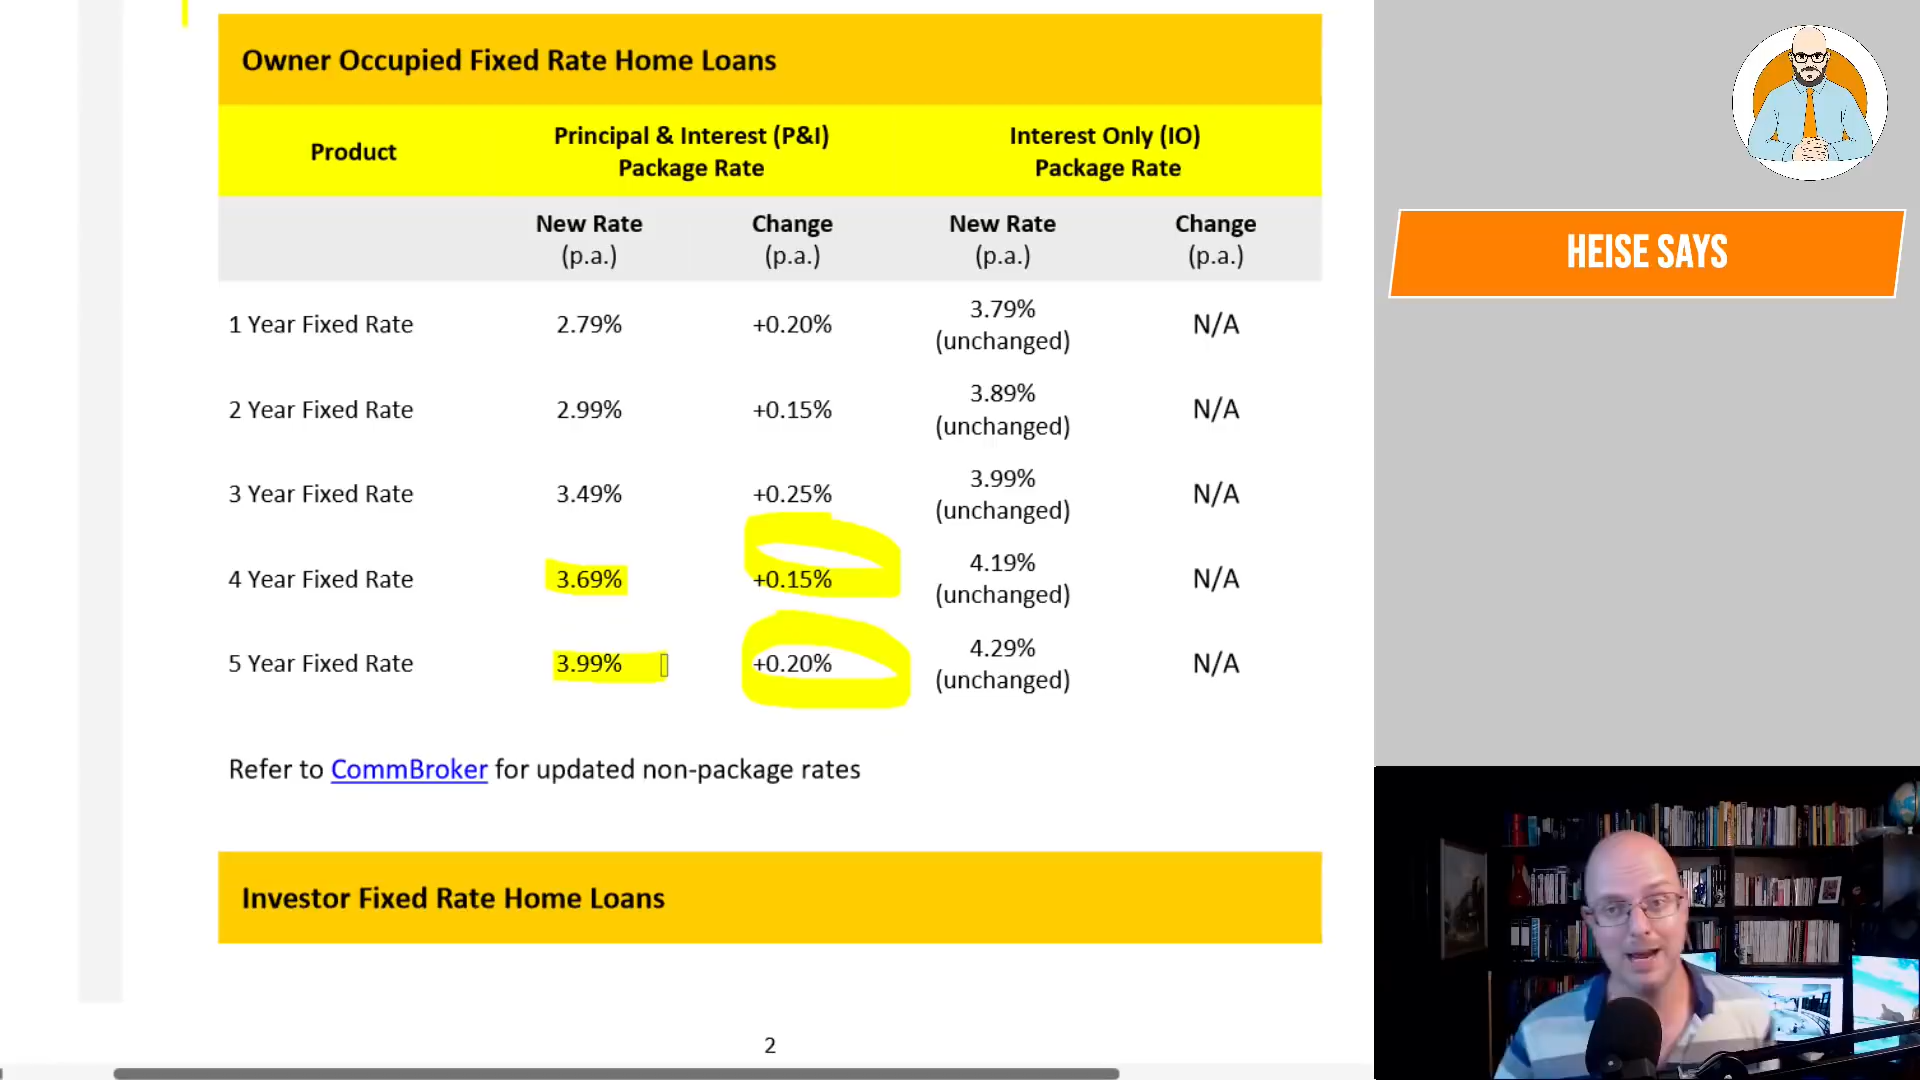 Owner Occupied Fixed Rate Home Loans
Product
Principal & Interest (P&I)
Package Rate
Interest Only (IO)
Package Rate
New Rate
(p.a.)
Change
(p.a.)
New Rate
(p.a.)
Change
(p.a.)
1 Year Fixed Rate 2.79% +0.20% 3.79% (unchanged) N/A
2 Year Fixed Rate 2.99% +0.15% 3.89% (unchanged) N/A
3 Year Fixed Rate 3.49% +0.25% 3.99% (unchanged) N/A
4 Year Fixed Rate 3.69% +0.15% 4.19% (unchanged) N/A
5 Year Fixed Rate 3.99% +0.20% 4.29% (unchanged) N/A
Refer to CommBroker for updated non-package rates
Investor Fixed Rate Home Loans
2
HEISE SAYS